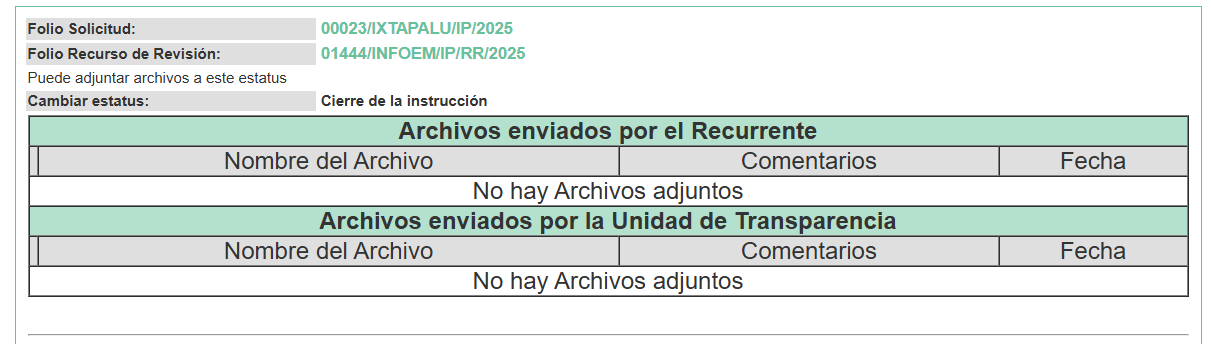 Folio Solicitud: 00023/IXTAPALU/IP/2025
Folio Recurso de Revisión: 01444/INFOEM/IP/RR/2025
Puede adjuntar archivos a este estatus
Cambiar estatus: Cierre de la instrucción
Archivos enviados por el Recurrente
Nombre del Archivo Comentarios Fecha
No hay Archivos adjuntos
Archivos enviados por la Unidad de Transparencia
Nombre del Archivo Comentarios Fecha
No hay Archivos adjuntos